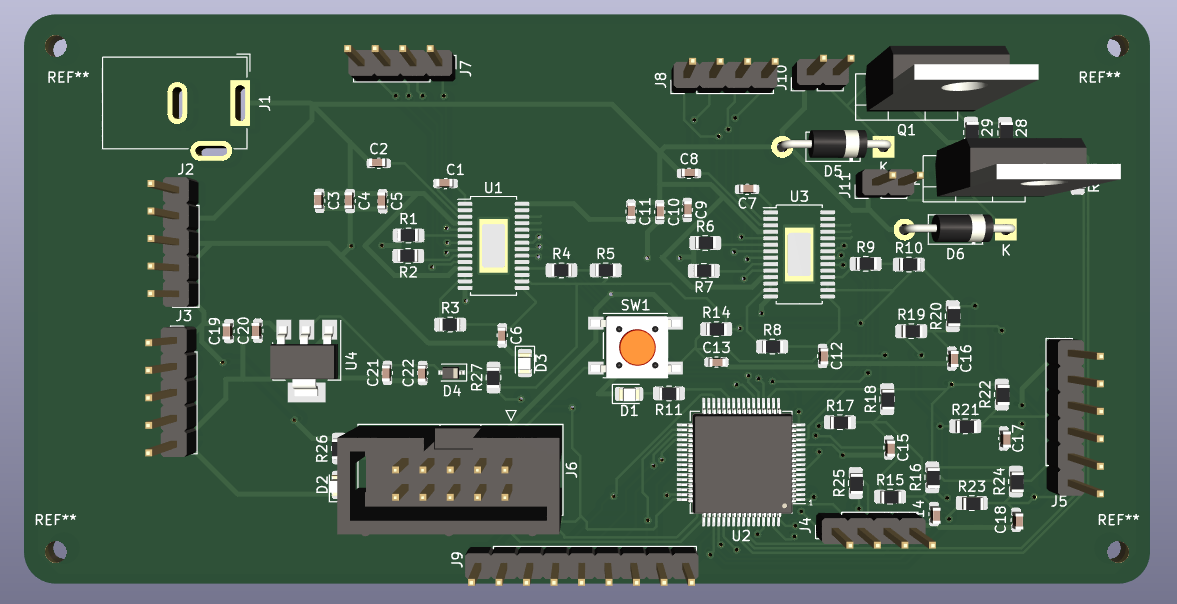 REF**
J7
J8
J10
REF**
J1
Q1
29
28
C2
D5
K
J2
C1
C8
J11
R
U1
C7
U3
C3
C4
C5
C11
C10
C9
R1
R6
D6
K
R2
R4
R5
R9
R10
R7
J3
R3
SW1
R14
R19
R20
C19
C20
U4
C6
R8
C21
C22
D4
R27
D3
C13
C12
C16
D1
R11
R17
R18
R22
R21
C17
R26
C15
J6
D2
R25
R15
R16
R23
R24
J5
REF**
U2
J4
14
C18
REF**
J9